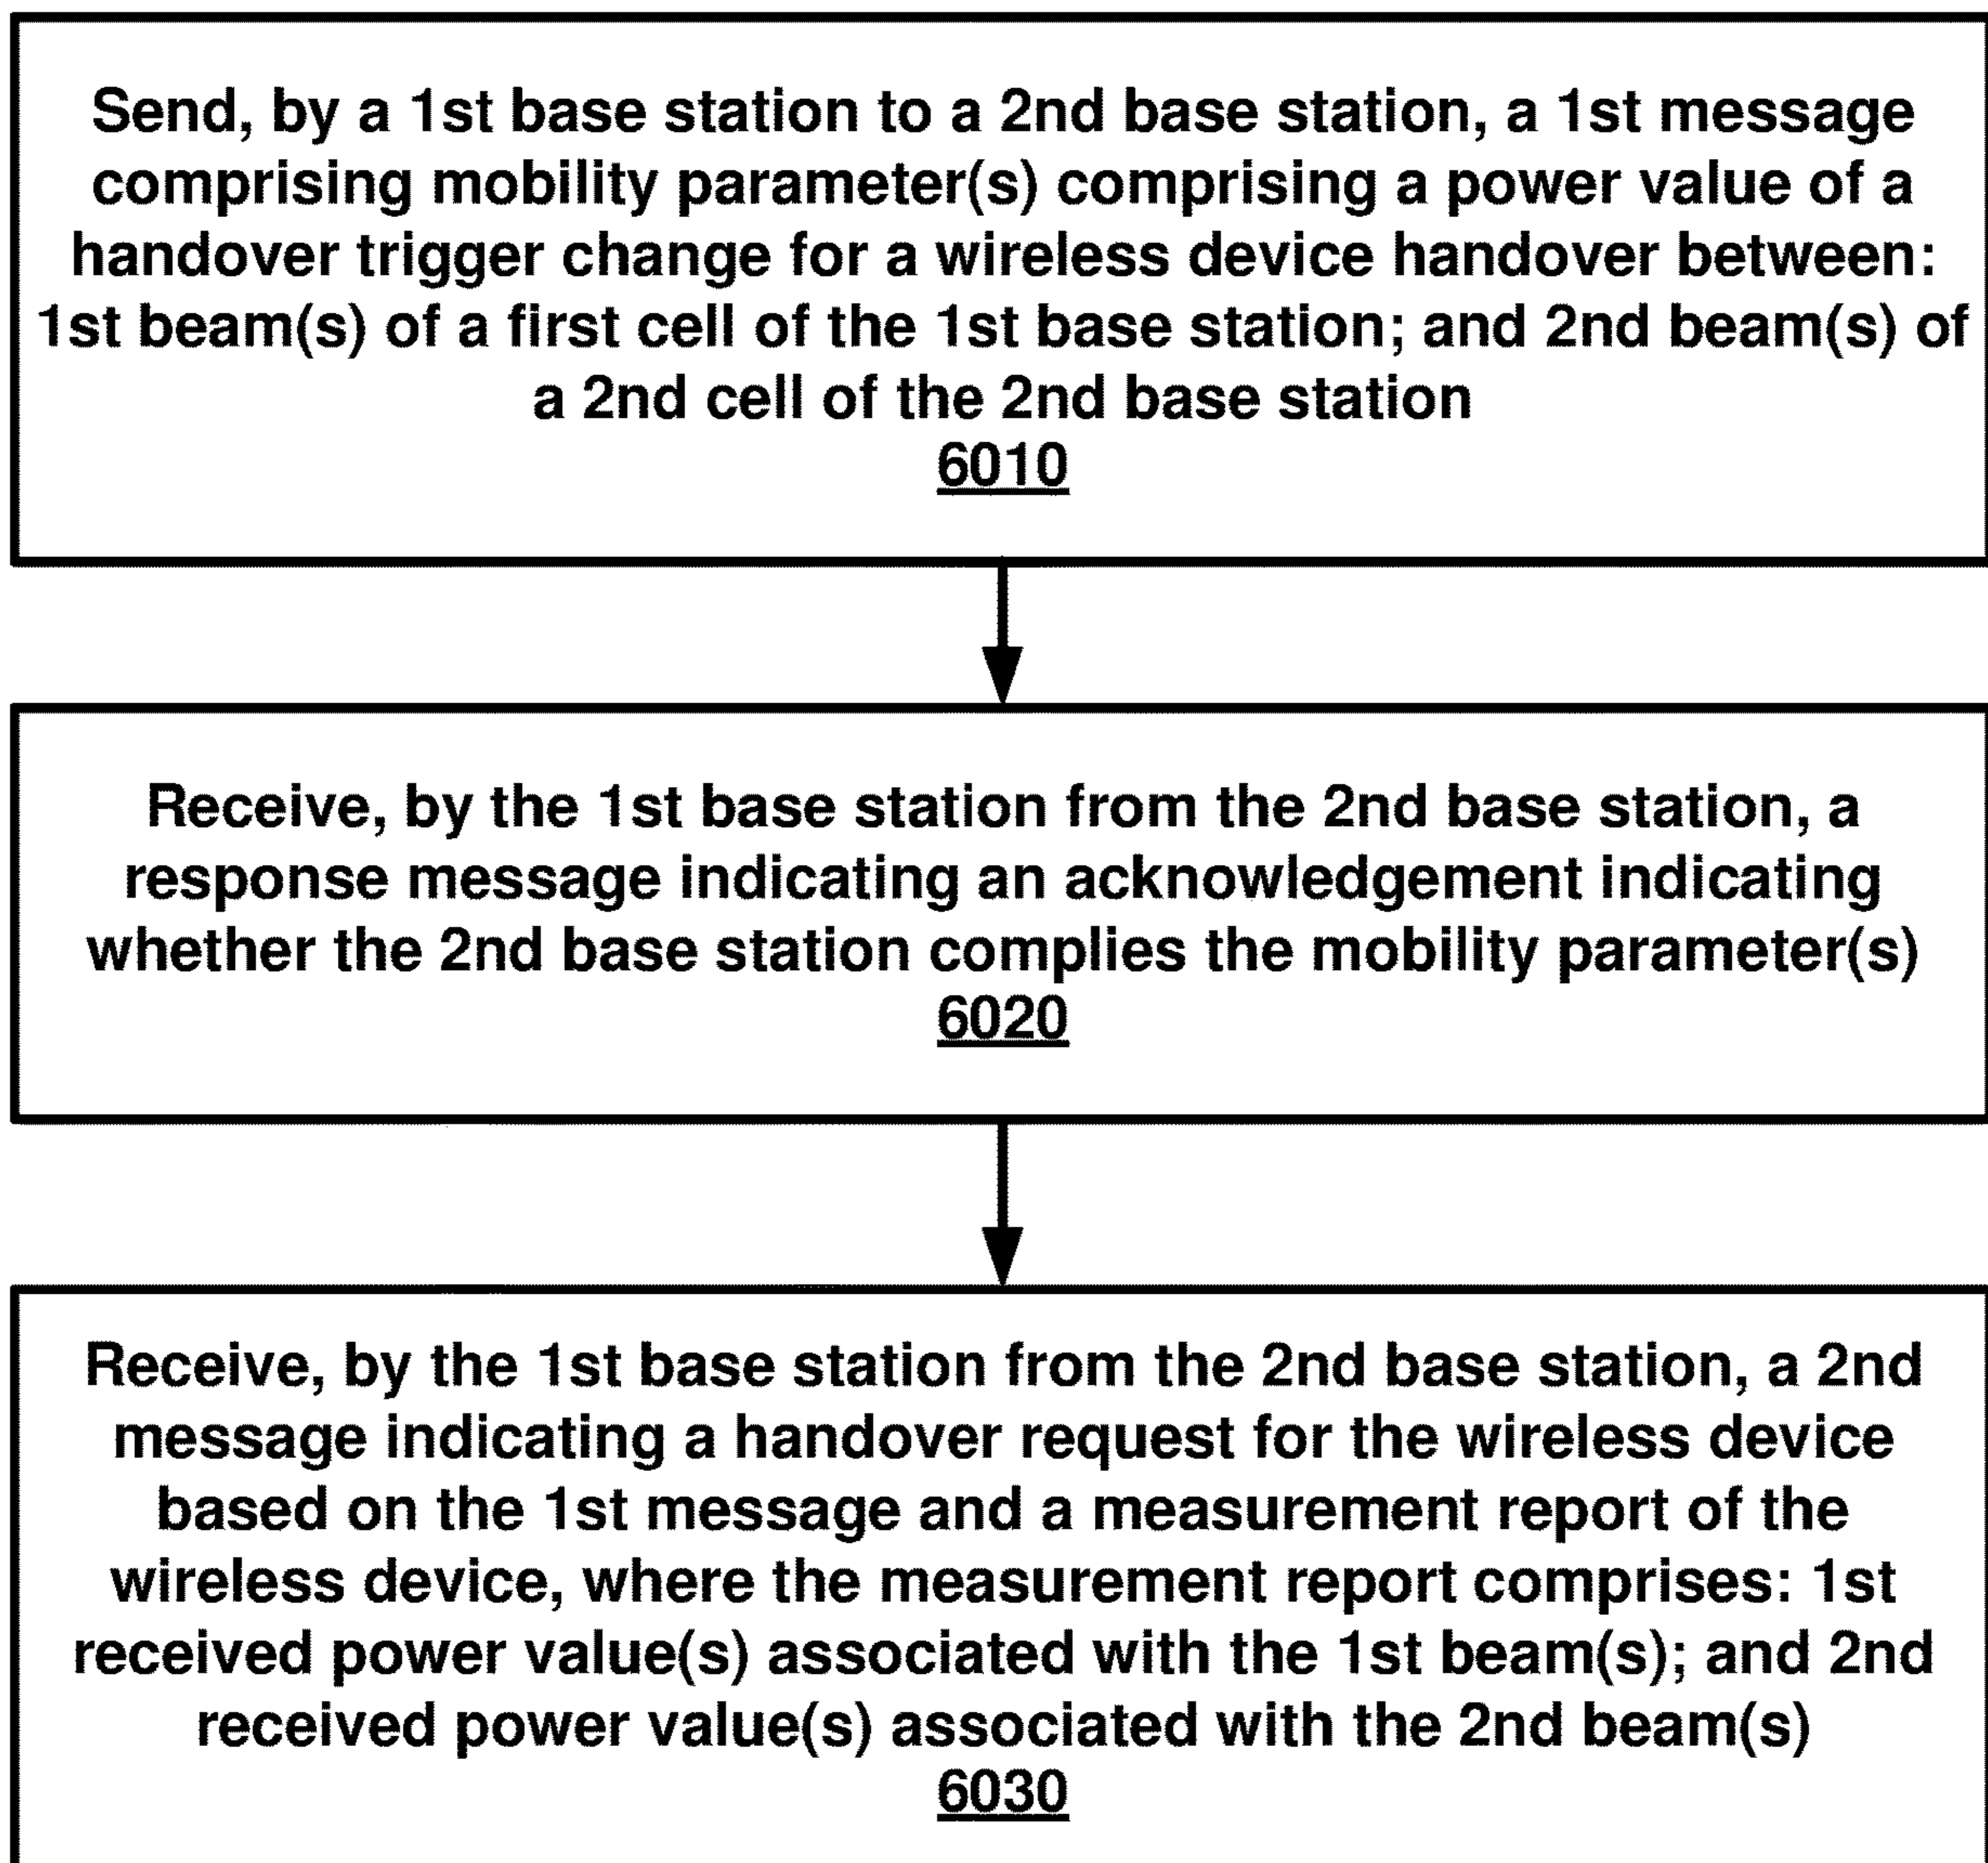 Send, by a 1st base station to a 2nd base station, a 1st message
comprising mobility parameter(s) comprising a power value of a
handover trigger change for a wireless device handover between:
1st beam(s) of a first cell of the 1st base station; and 2nd beam(s) of
a 2nd cell of the 2nd base station
6010
Receive, by the 1st base station from the 2nd base station, a
response message indicating an acknowledgement indicating
whether the 2nd base station complies the mobility parameter(s)
6020
Receive, by the 1st base station from the 2nd base station, a 2nd
message indicating a handover request for the wireless device
based on the 1st message and a measurement report of the
wireless device, where the measurement report comprises: 1st
received power value(s) associated with the 1st beam(s); and 2nd
received power value(s) associated with the 2nd beam(s)
6030